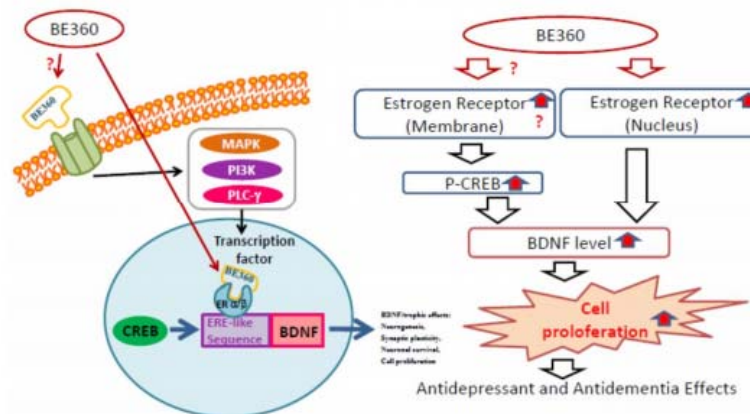 BE360
?
BE360
MAPK
PI3K
PLC-γ
Transcription
factor
BE360
ER α/β
CREB
ERE-like
Sequence
BDNF
BDNFtrophic effects:
Neurogenesis,
Synaptic plasticity,
Neuronal survival,
Cell proliferation
BE360
?
Estrogen Receptor
(Membrane)
?
Estrogen Receptor
(Nucleus)
P-CREB
BDNF level
Cell
proloferation
Antidepressant and Antidementia Effects